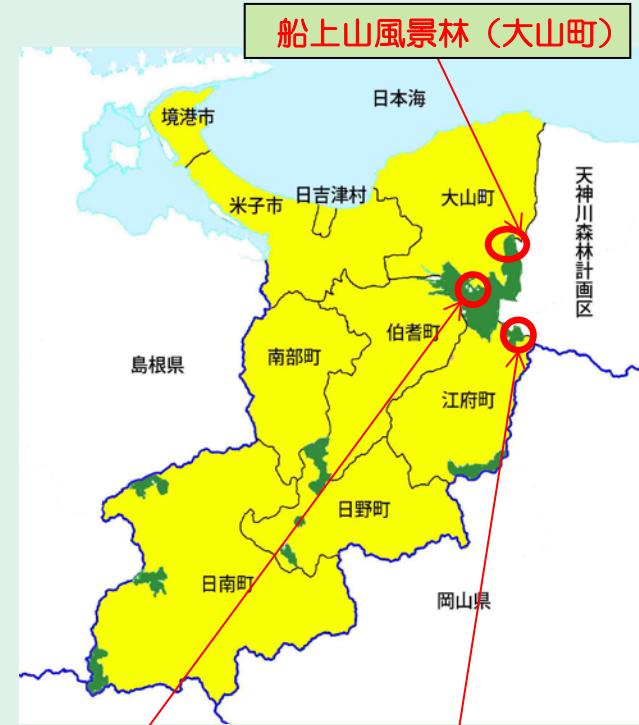 船上山風景林（大山町）
日本海
境港市
米子市
日吉津村
大山町
天神川森林計画区
伯耆町
南部町
島根県
江府町
日野町
日南町
岡山県